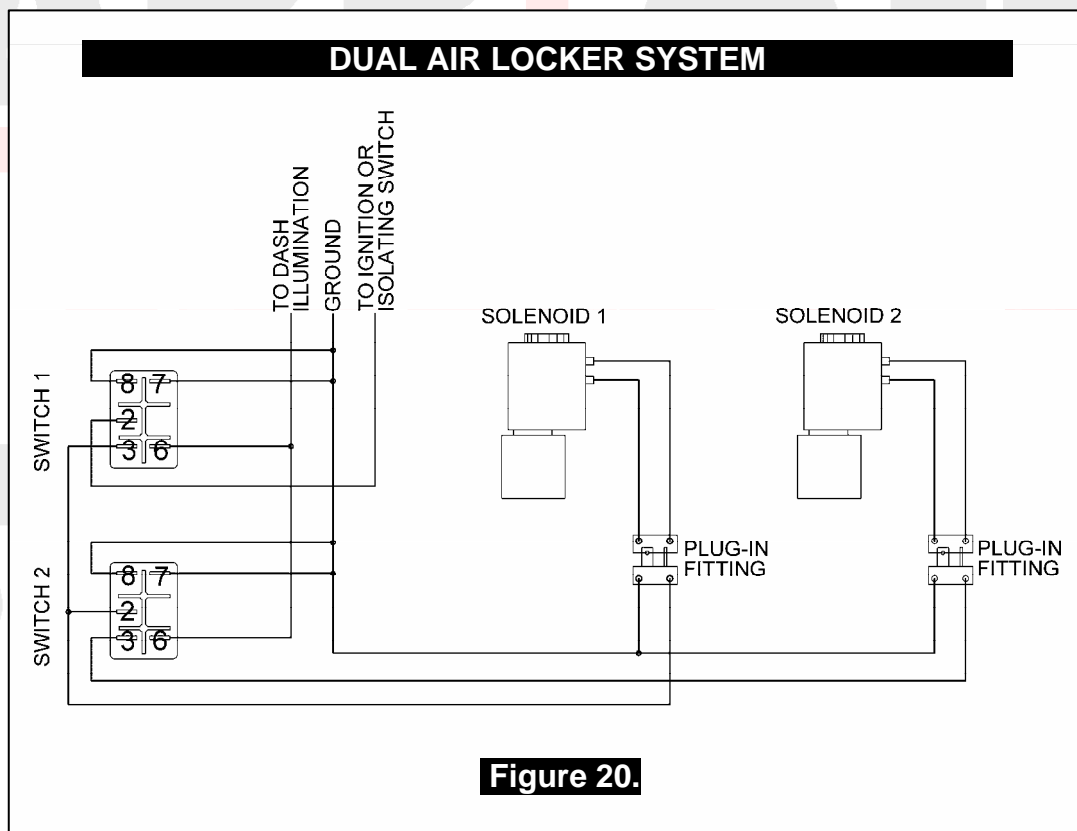 DUAL AIR LOCKER SYSTEM
TO DASH
ILLUMINATION
GROUND
TO IGNITION OR
ISOLATING SWITCH
SOLENOID 1
SOLENOID 2
SWITCH 1
8 7
2
3 6
SWITCH 2
8 7
2
3 6
PLUG-IN
FITTING
PLUG-IN
FITTING
Figure 20.